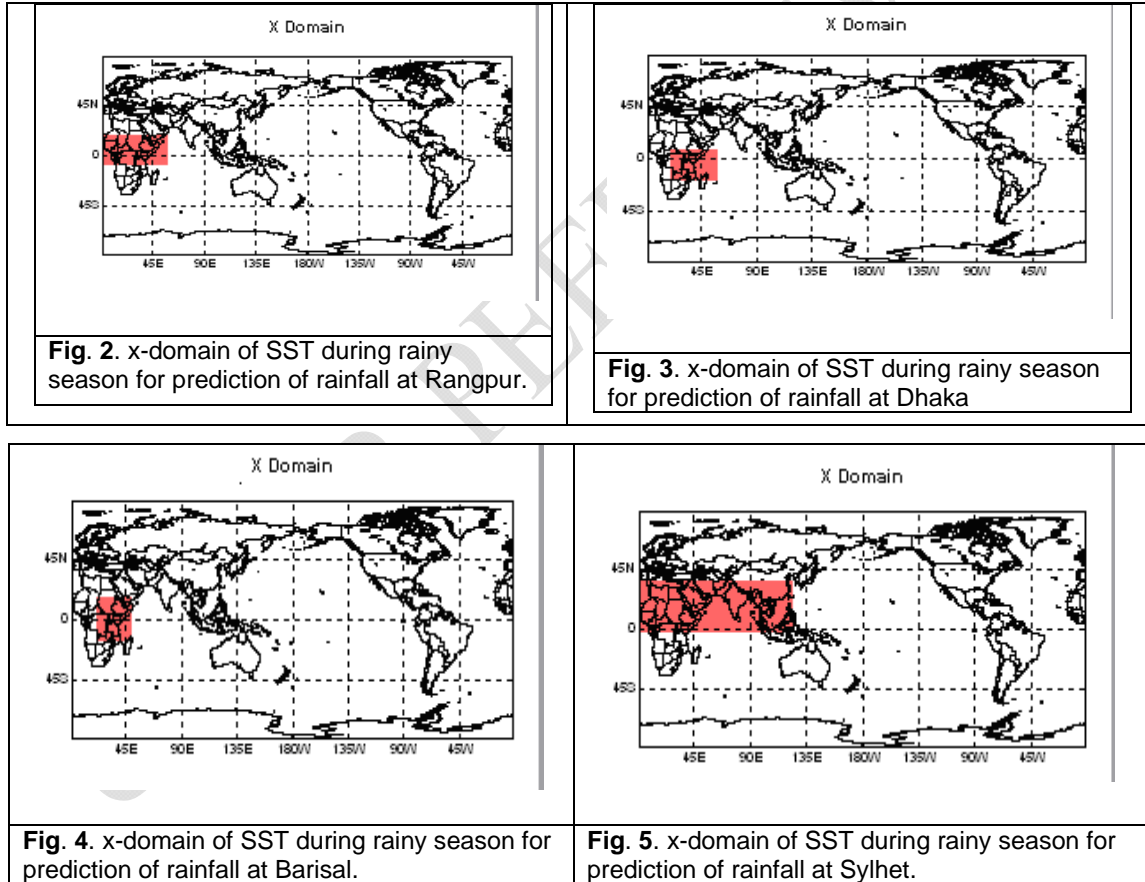 X Domain
45N
0
45S
45E 90E 135E 180W 135W 90W 45W
Fig. 2. x-domain of SST during rainy
season for prediction of rainfall at Rangpur.
X Domain
45N
0
45S
45E 90E 135E 180W 135W 90W 45W
Fig. 3. x-domain of SST during rainy season
for prediction of rainfall at Dhaka
X Domain
45N
0
45S
45E 90E 135E 180W 135W 90W 45W
Fig. 4. x-domain of SST during rainy season for
prediction of rainfall at Barisal.
X Domain
45N
0
45S
45E 90E 135E 180W 135W 90W 45W
Fig. 5. x-domain of SST during rainy season for
prediction of rainfall at Sylhet.